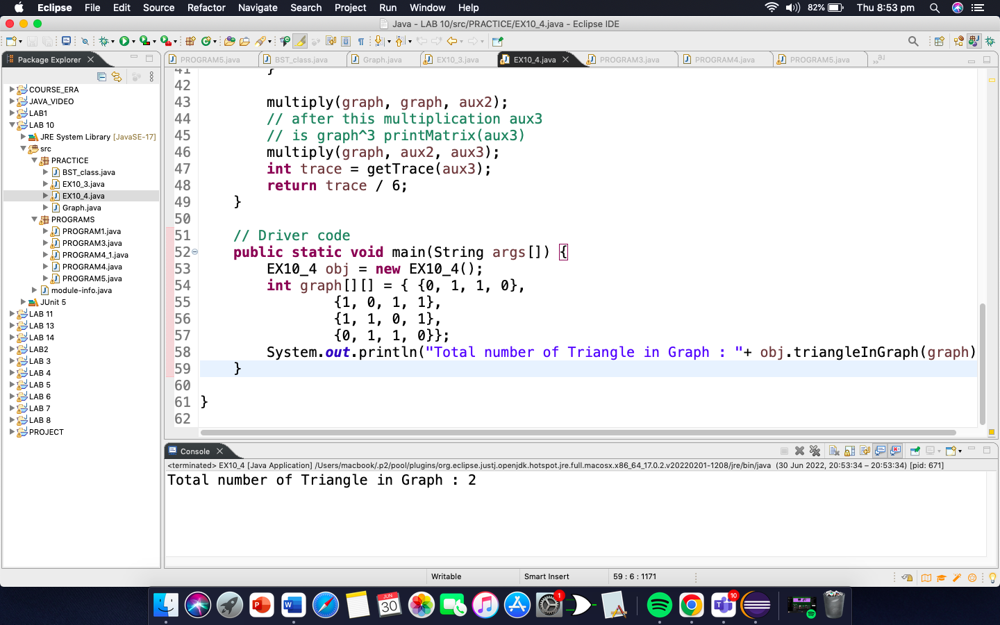 Eclipse File Edit Source Refactor Navigate Search Project Run Window Help 82% Thu 8:53 pm
Java - LAB 10/src/PRACTICE/EX10_4.java - Eclipse IDE
Package Explorer
PROGRAM5.java BST_class.java Graph.java EX10_3.java EX10_4.java PROGRAM3.java PROGRAM4.java PROGRAM5.java
COURSE_ERA
JAVA_VIDEO
LAB1
LAB 10
JRE System Library [JavaSE-17]
src
PRACTICE
BST_class.java
EX10_3.java
EX10_4.java
Graph.java
PROGRAMS
PROGRAM1.java
PROGRAM3.java
PROGRAM4_1.java
PROGRAM4.java
PROGRAM5.java
module-info.java
JUnit 5
LAB 11
LAB 13
LAB 14
LAB2
LAB 3
LAB 4
LAB 5
LAB 6
LAB 7
LAB 8
PROJECT
41 }
42
43 multiply(graph, graph, aux2);
44 // after this multiplication aux3
45 // is graph^3 printMatrix(aux3)
46 multiply(graph, aux2, aux3);
47 int trace = getTrace(aux3);
48 return trace / 6;
49 }
50
51 // Driver code
52 public static void main(String args[]) {
53 EX10_4 obj = new EX10_4();
54 int graph[][] = { {0, 1, 1, 0},
55 {1, 0, 1, 1},
56 {1, 1, 0, 1},
57 {0, 1, 1, 0}};
58 System.out.println("Total number of Triangle in Graph : "+ obj.triangleInGraph(graph)
59 }
60
61 }
62
Console
<terminated> EX10_4 [Java Application] /Users/macbook/.p2/pool/plugins/org.eclipse.justj.openjdk.hotspot.jre.full.macosx.x86_64_17.0.2.v20220201-1208/jre/bin/java (30 Jun 2022, 20:53:34 – 20:53:34) [pid: 671]
Total number of Triangle in Graph : 2
Writable Smart Insert 59 : 6 : 1171
JUN
30
1
10